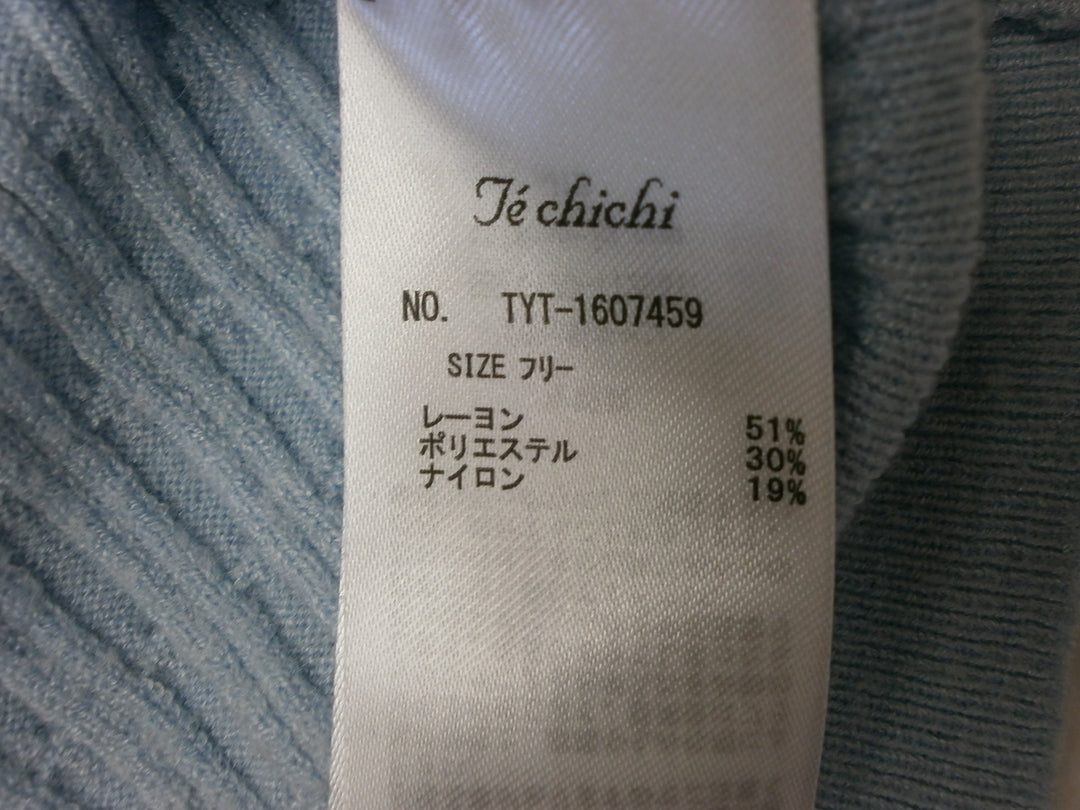 Té chichi
NO. TYT-1607459
SIZE フリー
レーヨン 51%
ポリエステル 30%
ナイロン 19%